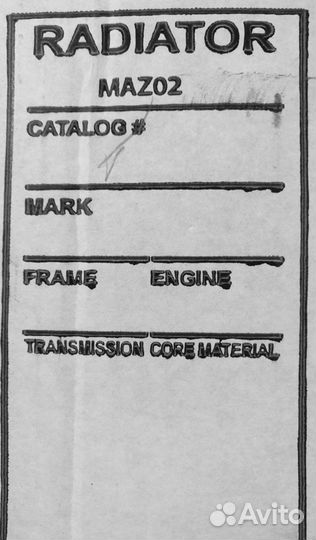 RADIATOR
MAZ02
CATALOG #
MARK
FRAME ENGINE
TRANSMISSION CORE MATERIAL
Avito